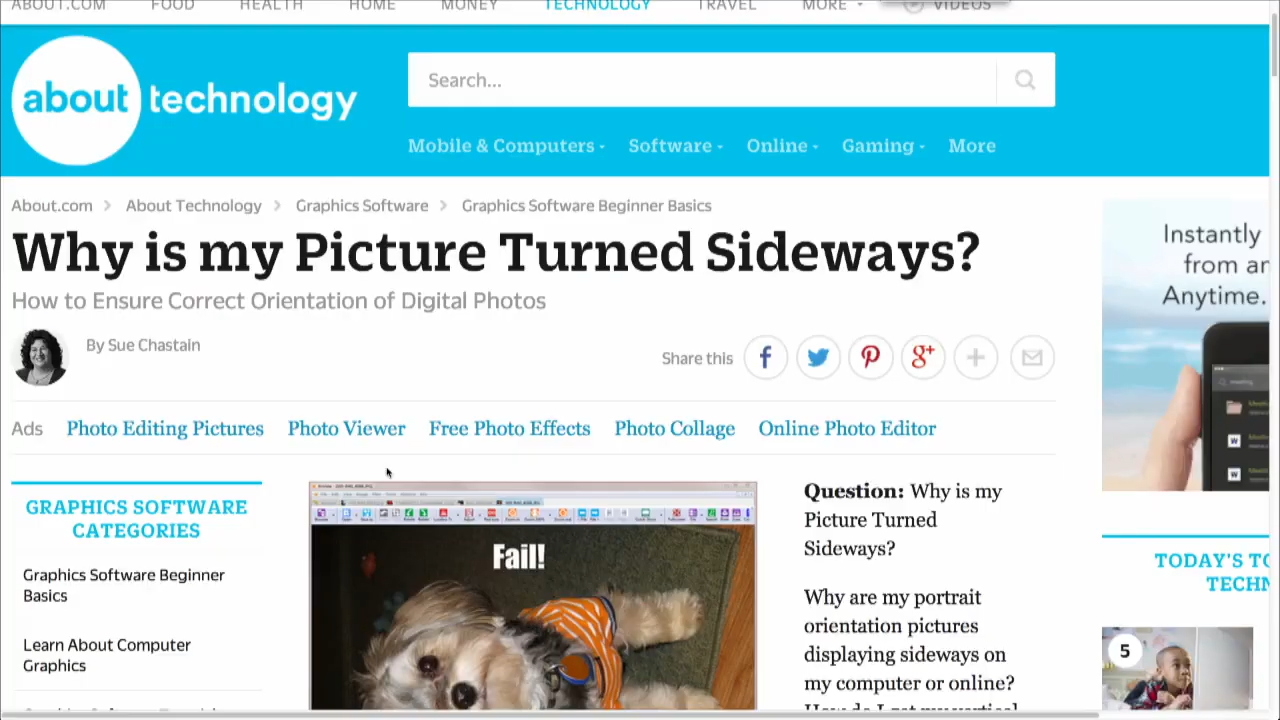 ABOUT.COM FOOD HEALTH HOME MONEY TECHNOLOGY TRAVEL MORE VIDEOS
about technology
Search...
Mobile & Computers Software Online Gaming More
About.com About Technology Graphics Software Graphics Software Beginner Basics
Why is my Picture Turned Sideways?
How to Ensure Correct Orientation of Digital Photos
By Sue Chastain
Share this
Ads Photo Editing Pictures Photo Viewer Free Photo Effects Photo Collage Online Photo Editor
GRAPHICS SOFTWARE
CATEGORIES
Graphics Software Beginner
Basics
Learn About Computer
Graphics
Fail!
Question: Why is my
Picture Turned
Sideways?
Why are my portrait
orientation pictures
displaying sideways on
my computer or online?
How do I get my vertical
Instantly
from an
Anytime.
TODAY'S TO
TECHN
5